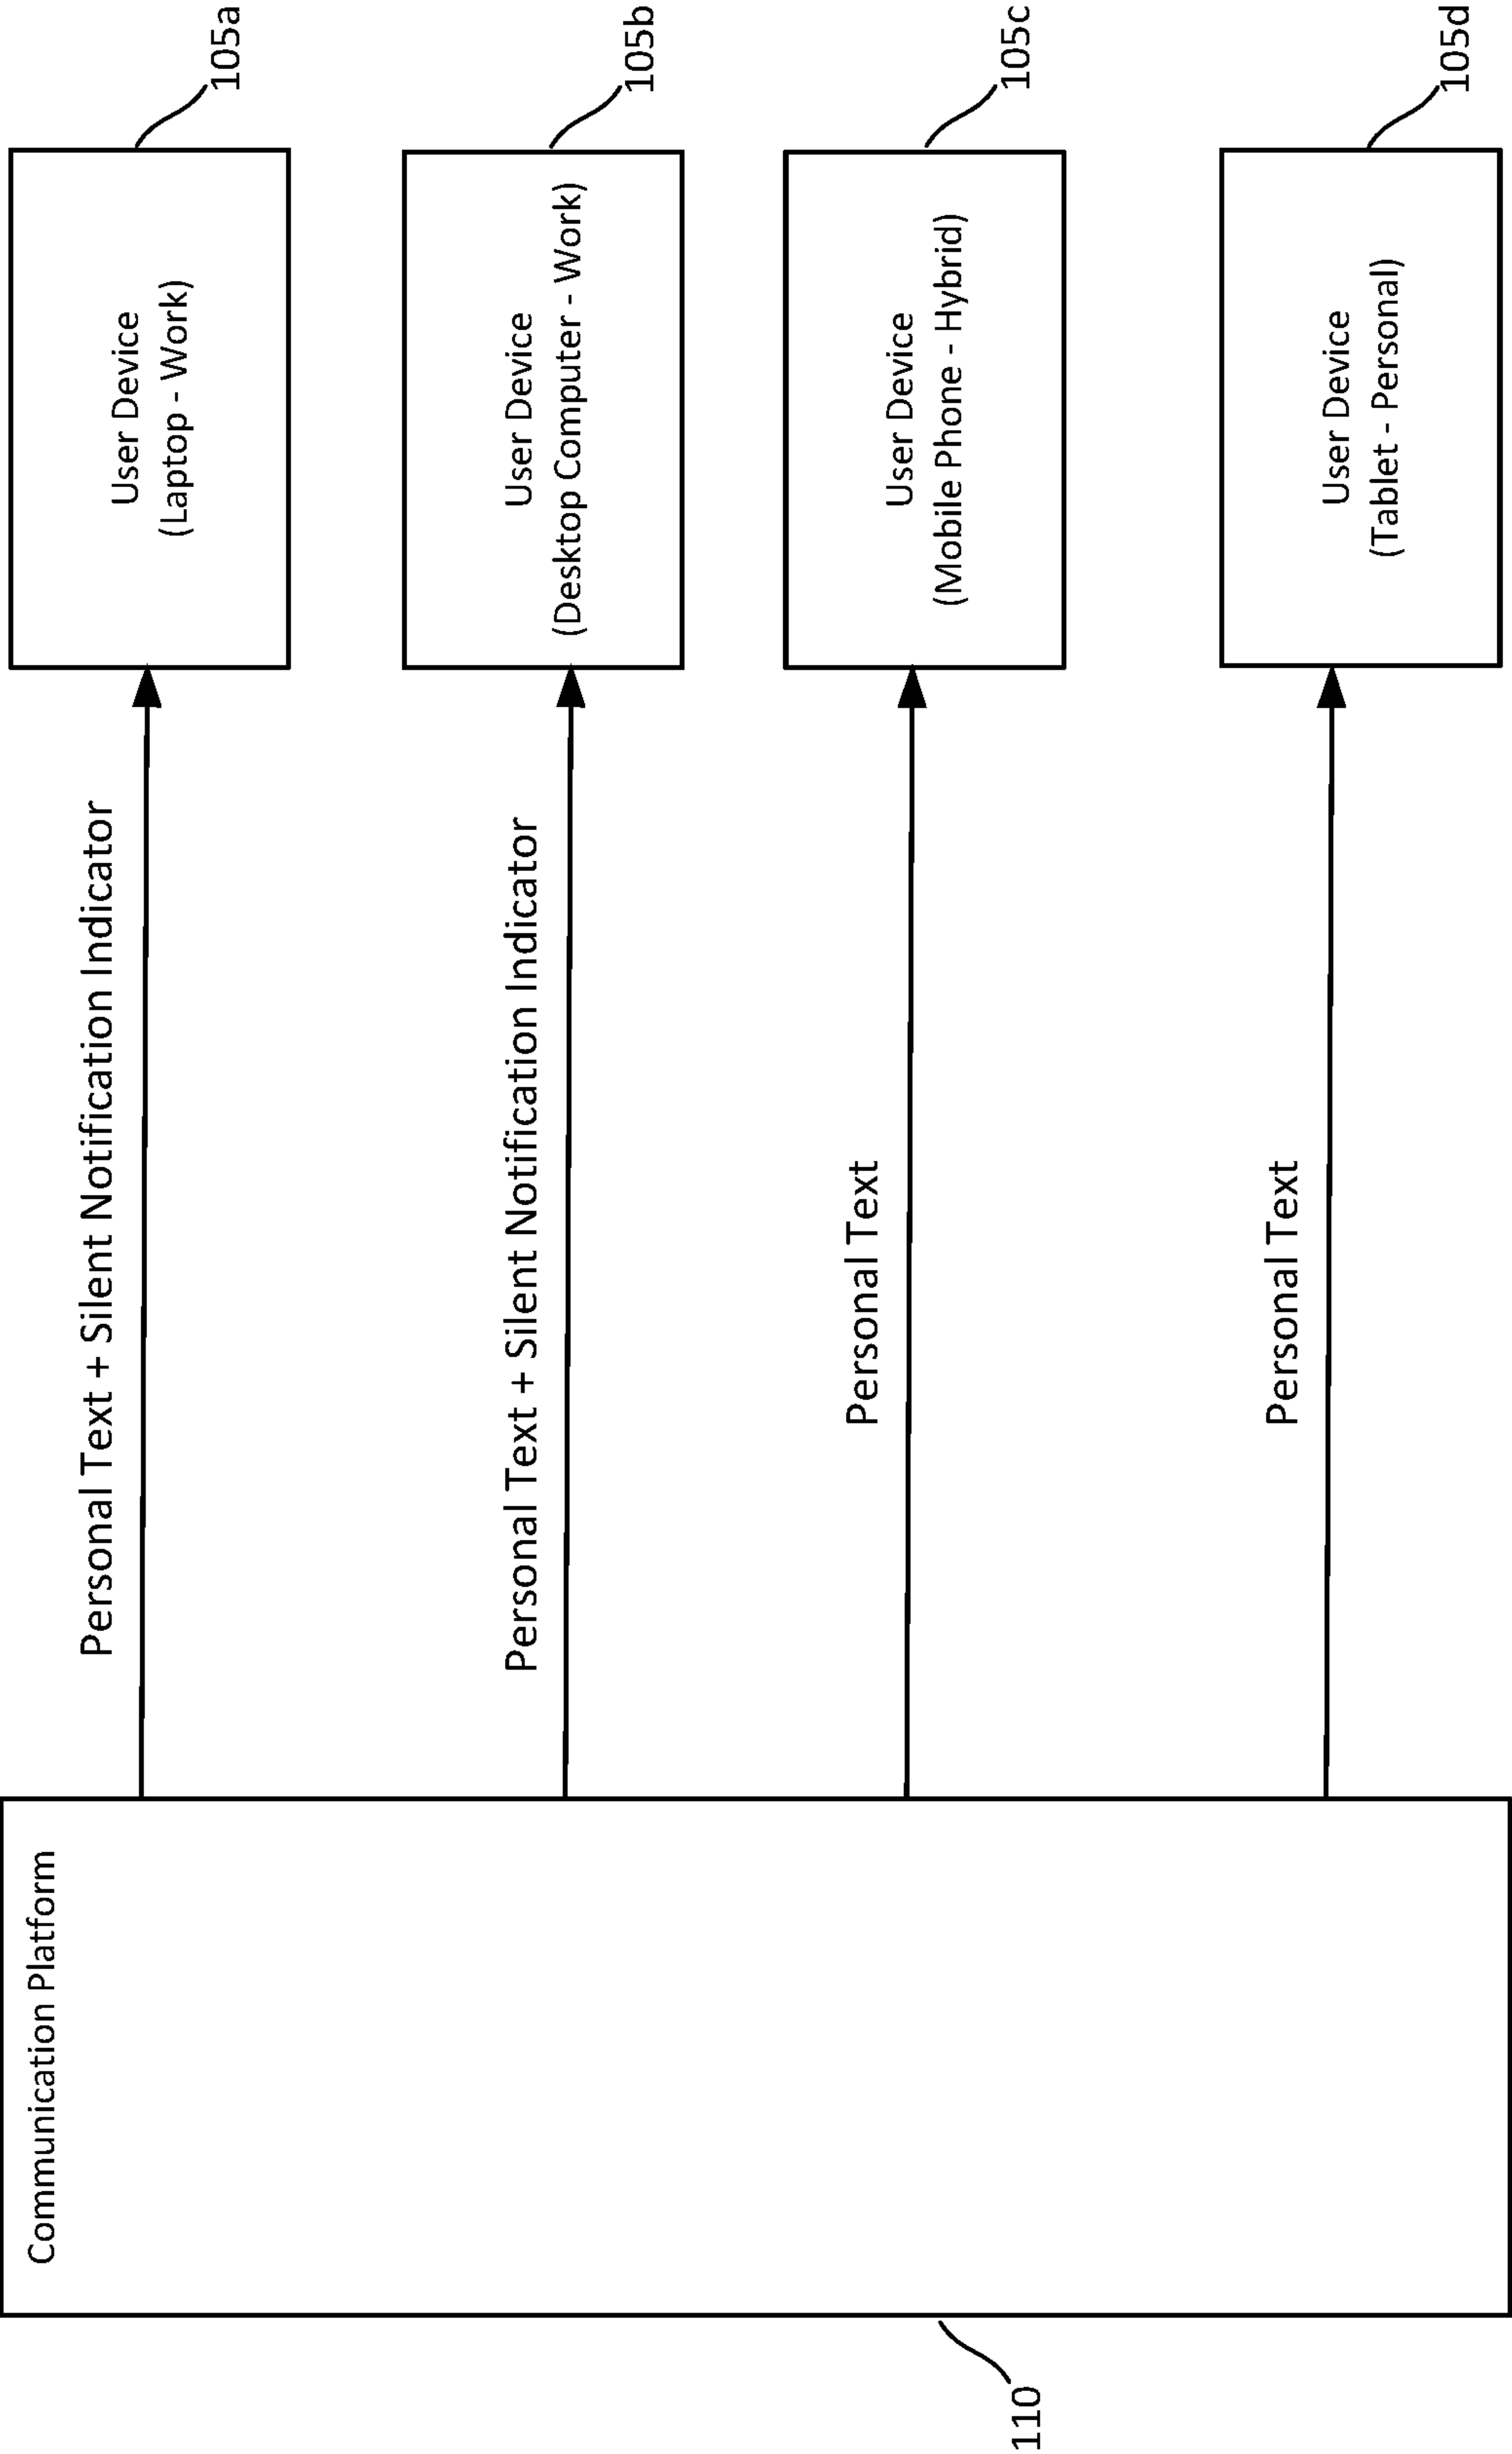 Communication Platform
110
Personal Text + Silent Notification Indicator
User Device
(Laptop - Work)
105a
Personal Text + Silent Notification Indicator
User Device
(Desktop Computer - Work)
105b
Personal Text
User Device
(Mobile Phone - Hybrid)
105c
Personal Text
User Device
(Tablet - Personal)
105d